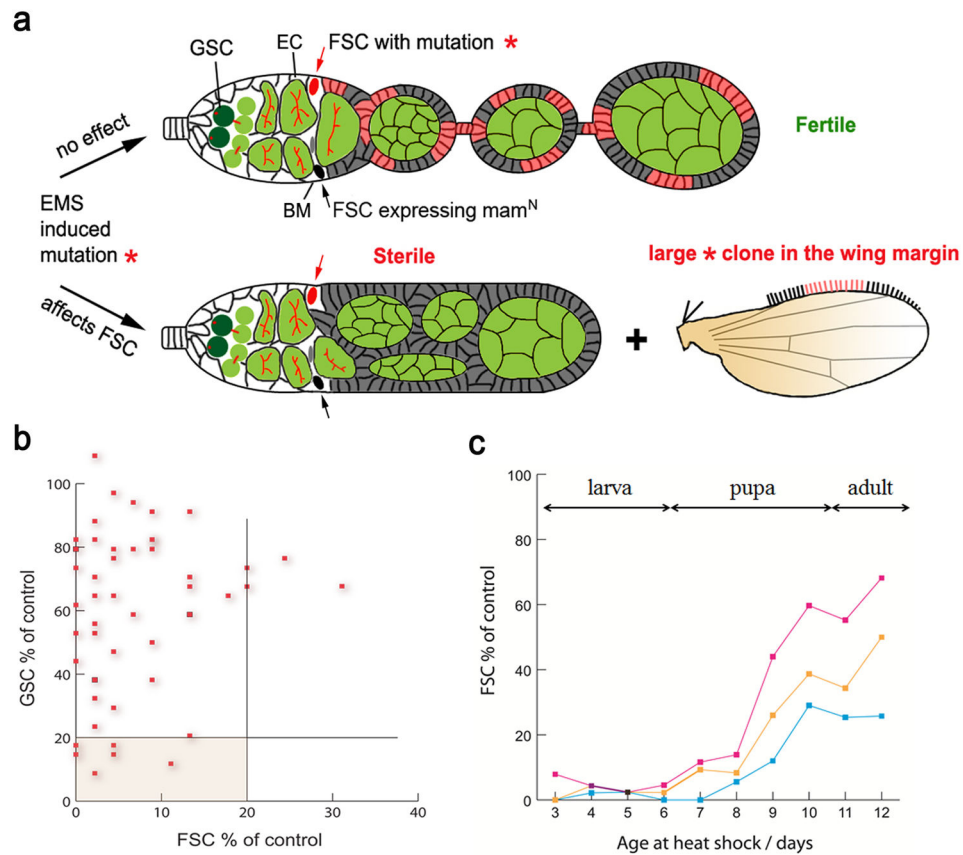 a
GSC
EC
FSC with mutation *
no effect
Fertile
EMS
induced
mutation *
BM
FSC expressing mamᴺ
affects FSC
Sterile
large * clone in the wing margin
+
b
100
80
60
40
20
0
GSC % of control
0 10 20 30 40
FSC % of control
c
100
80
60
40
20
0
FSC % of control
larva pupa adult
3 4 5 6 7 8 9 10 11 12
Age at heat shock / days